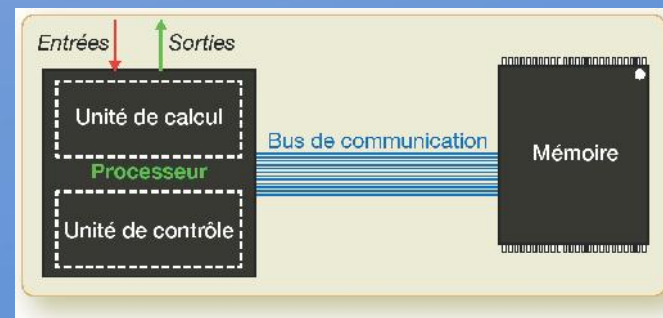 Entrées Sorties
Unité de calcul
Bus de communication
Processeur
Mémoire
Unité de contrôle